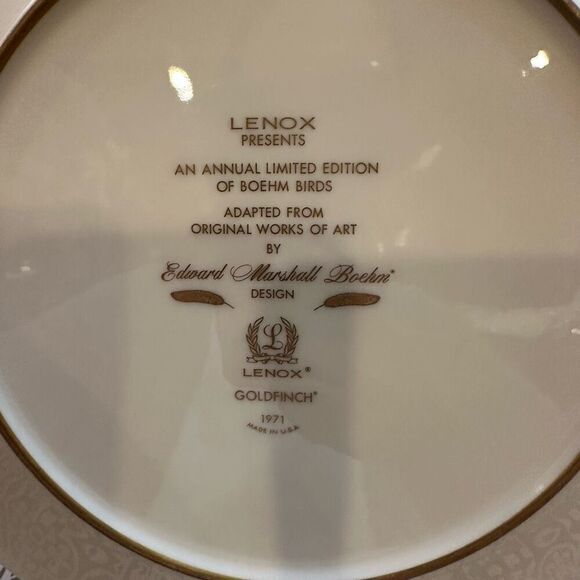 LENOX
PRESENTS
AN ANNUAL LIMITED EDITION
OF BOEHM BIRDS
ADAPTED FROM
ORIGINAL WORKS OF ART
BY
Edward Marshall Boehm®
DESIGN
L
LENOX®
GOLDFINCH®
1971
MADE IN U.S.A.